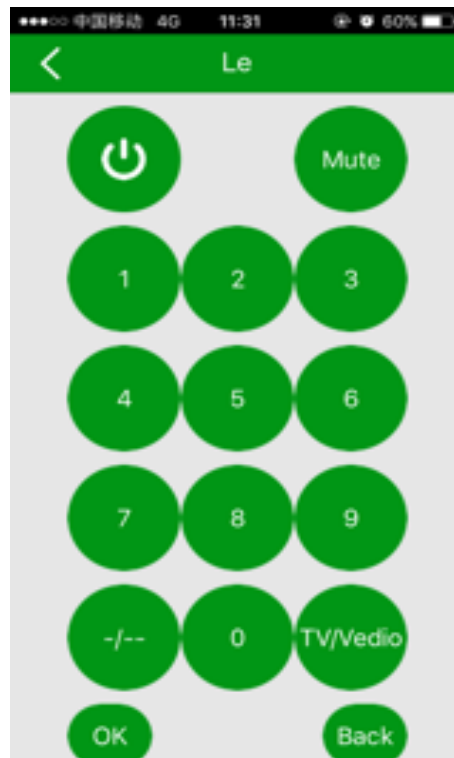 中国移动 4G 11:31 60%
Le
Mute
1 2 3
4 5 6
7 8 9
-/-- 0 TV/Vedio
OK Back